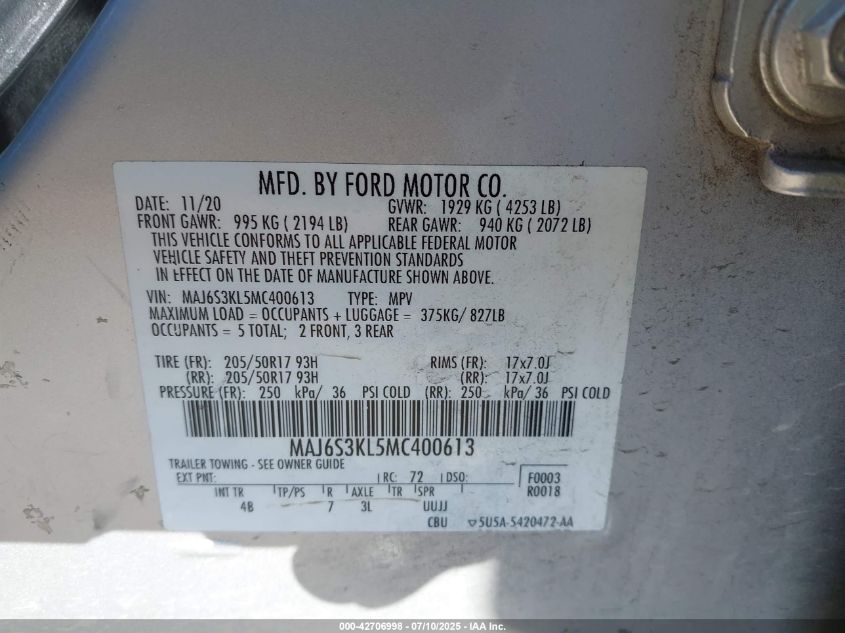 MFD. BY FORD MOTOR CO.
DATE: 11/20 GVWR: 1929 KG ( 4253 LB)
FRONT GAWR: 995 KG ( 2194 LB) REAR GAWR: 940 KG ( 2072 LB)
THIS VEHICLE CONFORMS TO ALL APPLICABLE FEDERAL MOTOR
VEHICLE SAFETY AND THEFT PREVENTION STANDARDS
IN EFFECT ON THE DATE OF MANUFACTURE SHOWN ABOVE.
VIN: MAJ6S3KL5MC400613 TYPE: MPV
MAXIMUM LOAD = OCCUPANTS + LUGGAGE = 375KG/ 827LB
OCCUPANTS = 5 TOTAL; 2 FRONT, 3 REAR
TIRE (FR): 205/50R17 93H RIMS (FR): 17x7.0J
(RR): 205/50R17 93H (RR): 17x7.0J
PRESSURE (FR): 250 kPa/ 36 PSI COLD (RR): 250 kPa/ 36 PSI COLD
MAJ6S3KL5MC400613
TRAILER TOWING - SEE OWNER GUIDE
EXT PNT: RC: 72 DSO: F0003
INT TR TP/PS R AXLE TR SPR R0018
4B 7 3L UUJJ
CBU 5U5A-5420472-AA
000-42706998 - 07/10/2025 - IAA Inc.